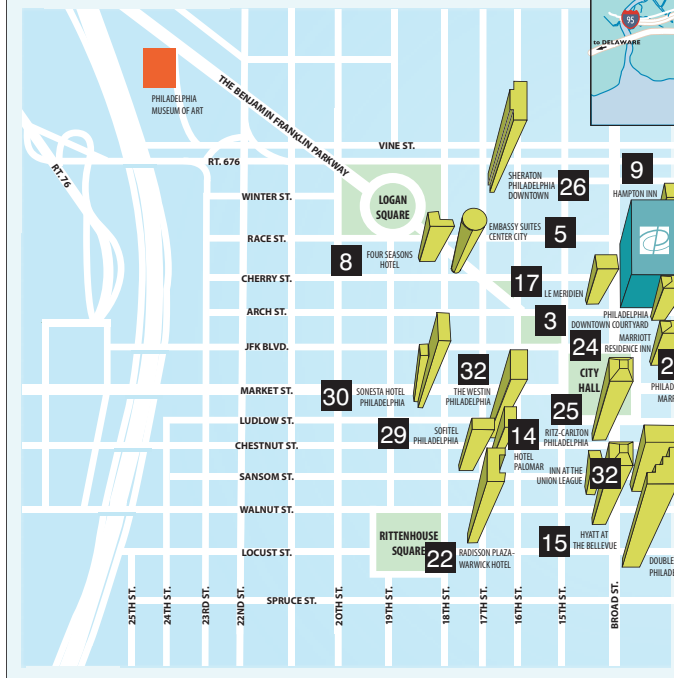 95
to DELAWARE
PHILADELPHIA
MUSEUM OF ART
THE BENJAMIN FRANKLIN PARKWAY
VINE ST.
RT. 676
RT. 76
SHERATON
PHILADELPHIA
DOWNTOWN
26
9
HAMPTON INN
WINTER ST.
LOGAN
SQUARE
RACE ST.
EMBASSY SUITES
CENTER CITY
5
8
FOUR SEASONS
HOTEL
CHERRY ST.
17
LE MERIDIEN
ARCH ST.
3
PHILADELPHIA
DOWNTOWN COURTYARD
24
MARRIOTT
RESIDENCE INN
JFK BLVD.
32
THE WESTIN
PHILADELPHIA
CITY
HALL
2
PHILAD
MARR
MARKET ST.
30
SONESTA HOTEL
PHILADELPHIA
25
RITZ-CARLTON
PHILADELPHIA
LUDLOW ST.
29
SOFITEL
PHILADELPHIA
14
HOTEL
PALOMAR
CHESTNUT ST.
INN AT THE
UNION LEAGUE
32
SANSOM ST.
WALNUT ST.
RITTENHOUSE
SQUARE
22
RADISSON PLAZA-
WARWICK HOTEL
15
HYATT AT
THE BELLEVUE
DOUBLE
PHILADE
LOCUST ST.
SPRUCE ST.
25TH ST.
24TH ST.
23RD ST.
22ND ST.
20TH ST.
19TH ST.
18TH ST.
17TH ST.
16TH ST.
15TH ST.
BROAD ST.